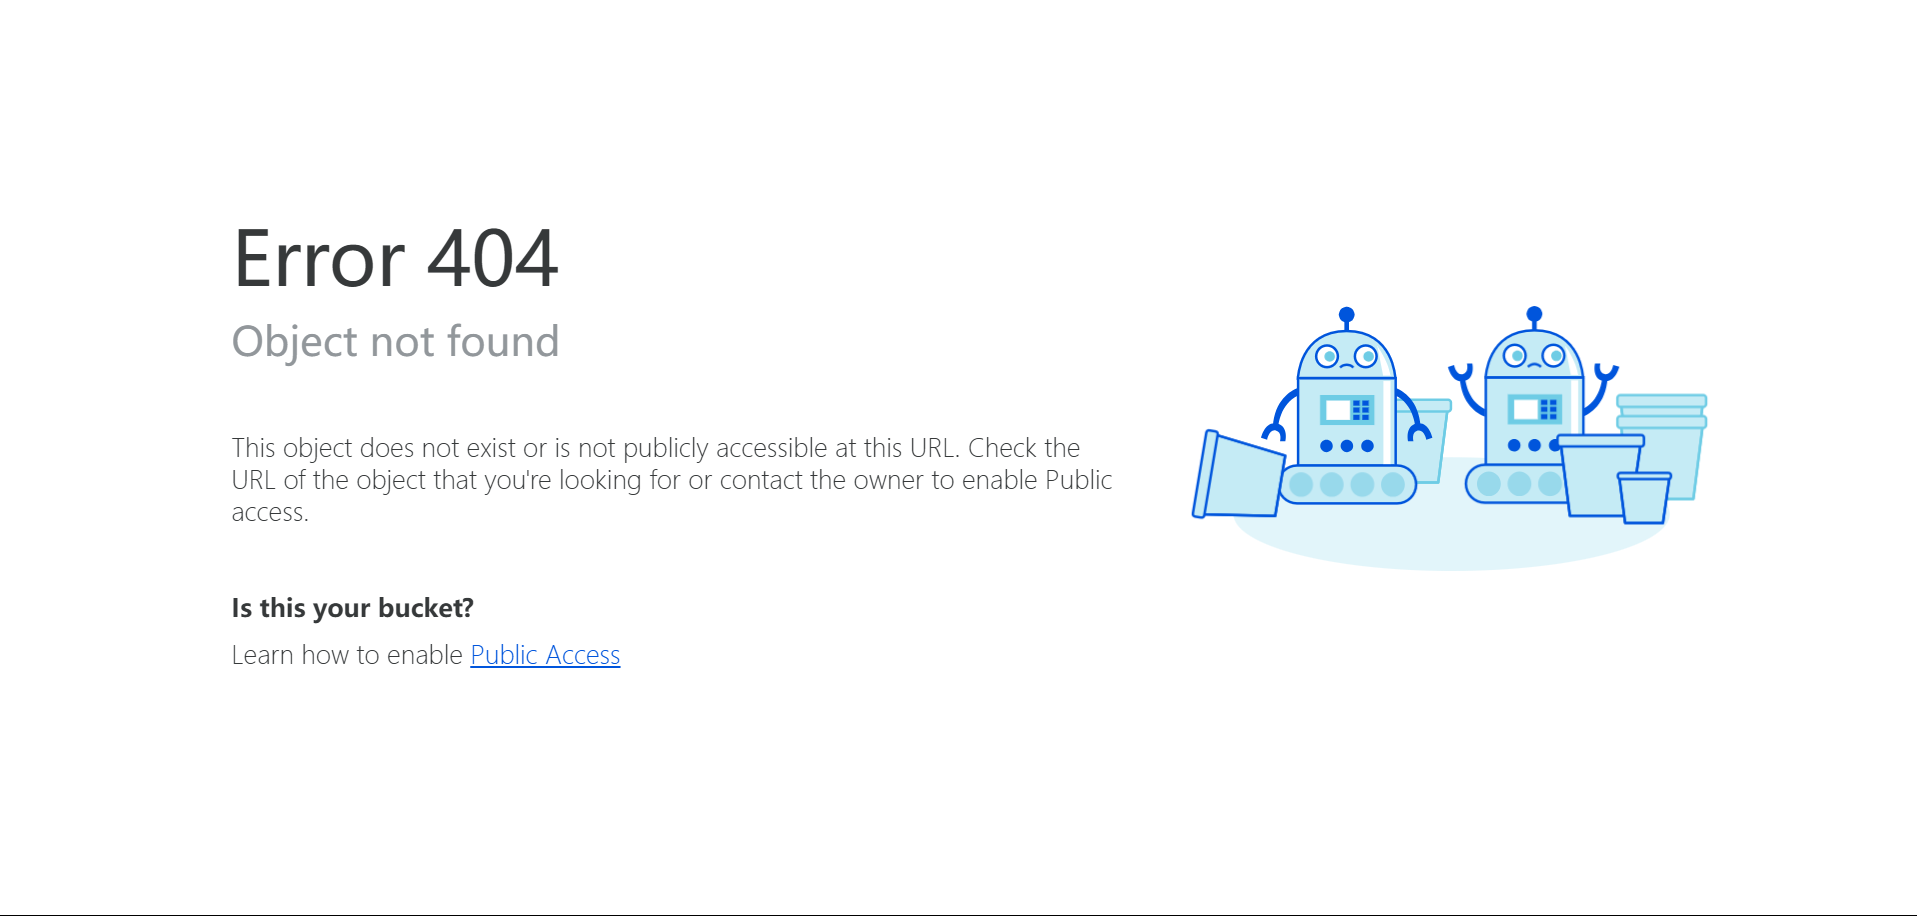 Error 404
Object not found
This object does not exist or is not publicly accessible at this URL. Check the
URL of the object that you're looking for or contact the owner to enable Public
access.
Is this your bucket?
Learn how to enable Public Access